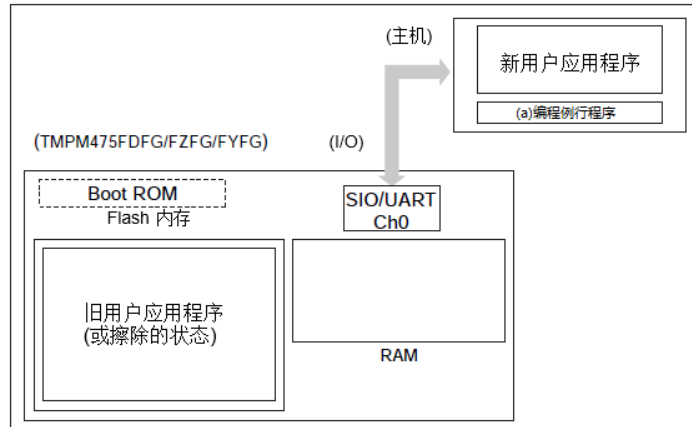 (主机)
新用户应用程序
(a)编程例行程序
(TMPM475FDFG/FZFG/FYFG)
(I/O)
Boot ROM
Flash 内存
SIO/UART
Ch0
旧用户应用程序
(或擦除的状态)
RAM